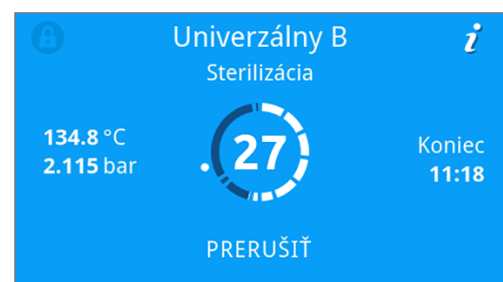 Univerzálny B
i
Sterilizácia
134.8 °C
2.115 bar
27
Koniec
11:18
PRERUŠIŤ